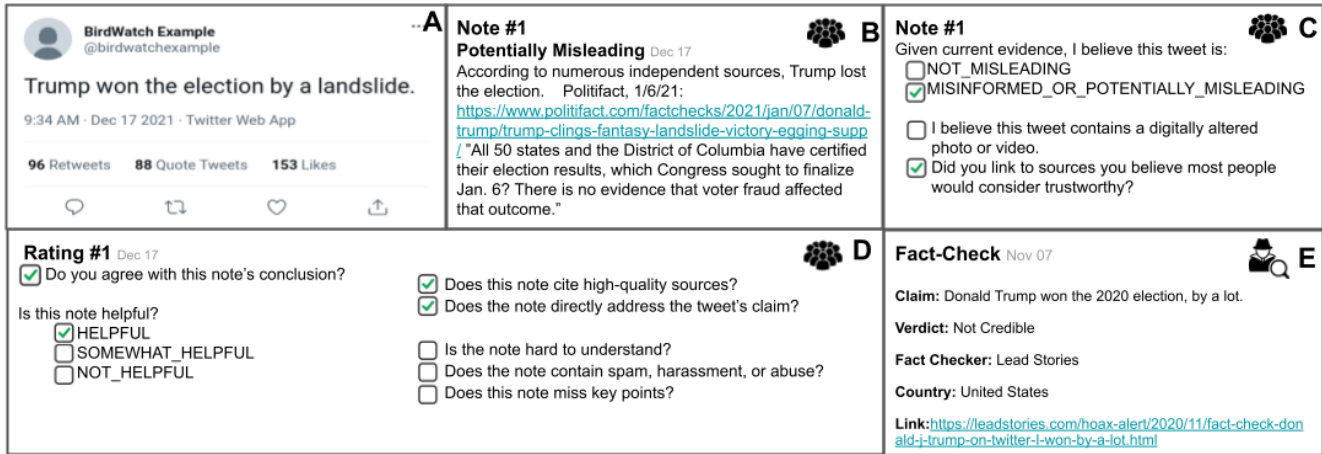 A
BirdWatch Example
@birdwatchexample
Trump won the election by a landslide.
9:34 AM · Dec 17 2021 · Twitter Web App
96 Retweets 88 Quote Tweets 153 Likes
Note #1
B
Potentially Misleading Dec 17
According to numerous independent sources, Trump lost
the election. Politifact, 1/6/21:
https://www.politifact.com/factchecks/2021/jan/07/donald-
trump/trump-clings-fantasy-landslide-victory-egging-supp
/ "All 50 states and the District of Columbia have certified
their election results, which Congress sought to finalize
Jan. 6? There is no evidence that voter fraud affected
that outcome.”
Note #1
C
Given current evidence, I believe this tweet is:
NOT_MISLEADING
MISINFORMED_OR_POTENTIALLY_MISLEADING
I believe this tweet contains a digitally altered
photo or video.
Did you link to sources you believe most people
would consider trustworthy?
Rating #1 Dec 17
D
Do you agree with this note's conclusion?
Is this note helpful?
HELPFUL
SOMEWHAT_HELPFUL
NOT_HELPFUL
Does this note cite high-quality sources?
Does the note directly address the tweet's claim?
Is the note hard to understand?
Does the note contain spam, harassment, or abuse?
Does this note miss key points?
Fact-Check Nov 07
E
Claim: Donald Trump won the 2020 election, by a lot.
Verdict: Not Credible
Fact Checker: Lead Stories
Country: United States
Link:https://leadstories.com/hoax-alert/2020/11/fact-check-don
ald-j-trump-on-twitter-I-won-by-a-lot.html